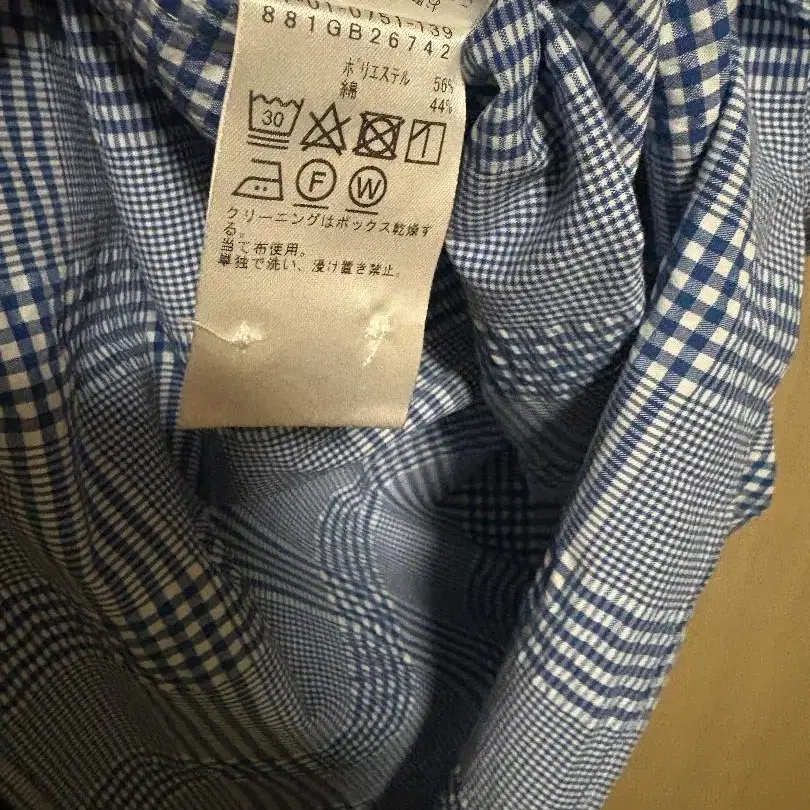 881GB26742
ポリエステル 56%
綿 44%
30
F W
クリーニングはボックス乾燥す
る。
当て布使用。
単独で洗い、浸け置き禁止。